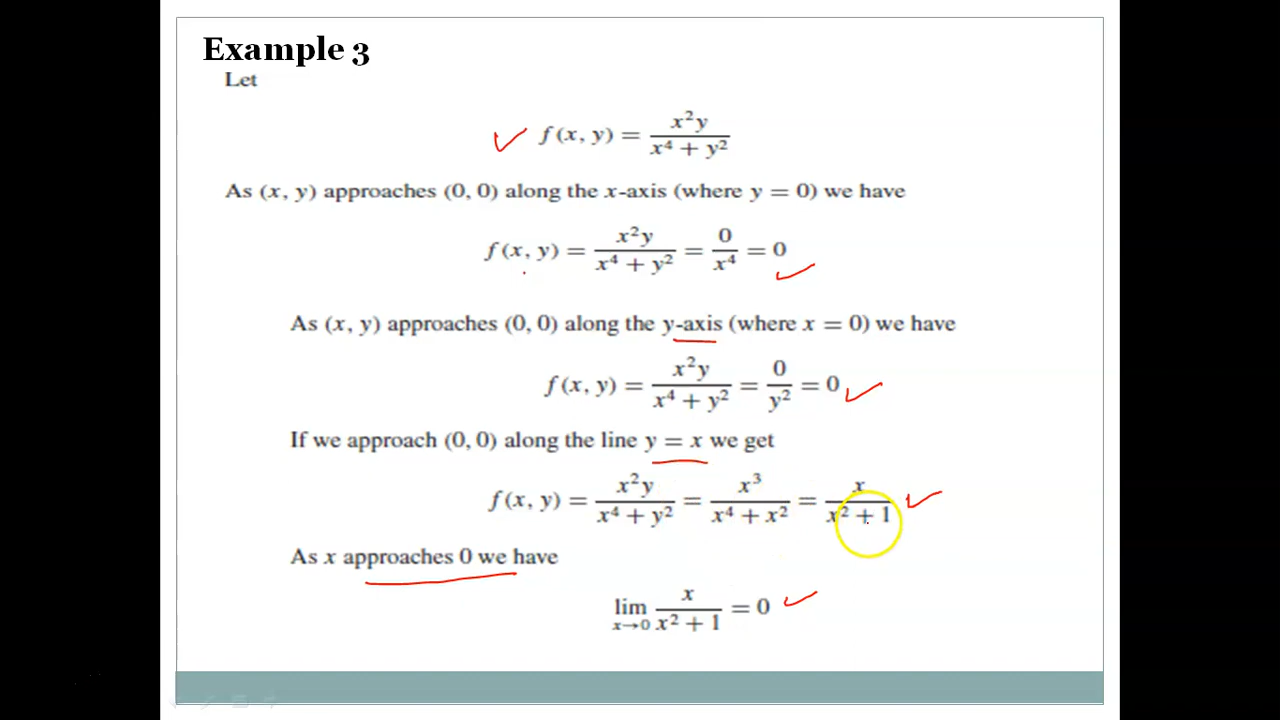 Example 3
Let
f(x, y) = x²y / (x⁴ + y²)
As (x, y) approaches (0, 0) along the x-axis (where y = 0) we have
f(x, y) = x²y / (x⁴ + y²) = 0 / x⁴ = 0
As (x, y) approaches (0, 0) along the y-axis (where x = 0) we have
f(x, y) = x²y / (x⁴ + y²) = 0 / y² = 0
If we approach (0, 0) along the line y = x we get
f(x, y) = x²y / (x⁴ + y²) = x³ / (x⁴ + x²) = x / (x² + 1)
As x approaches 0 we have
lim x→0 x / (x² + 1) = 0